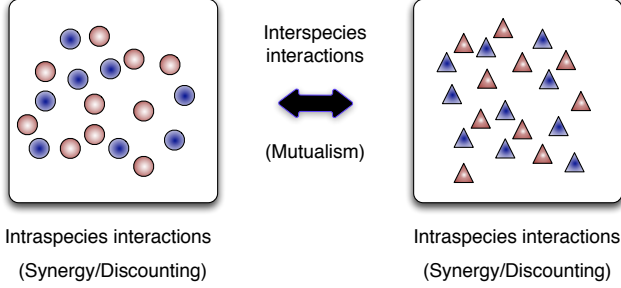 Interspecies
interactions
(Mutualism)
Intraspecies interactions
(Synergy/Discounting)
Intraspecies interactions
(Synergy/Discounting)